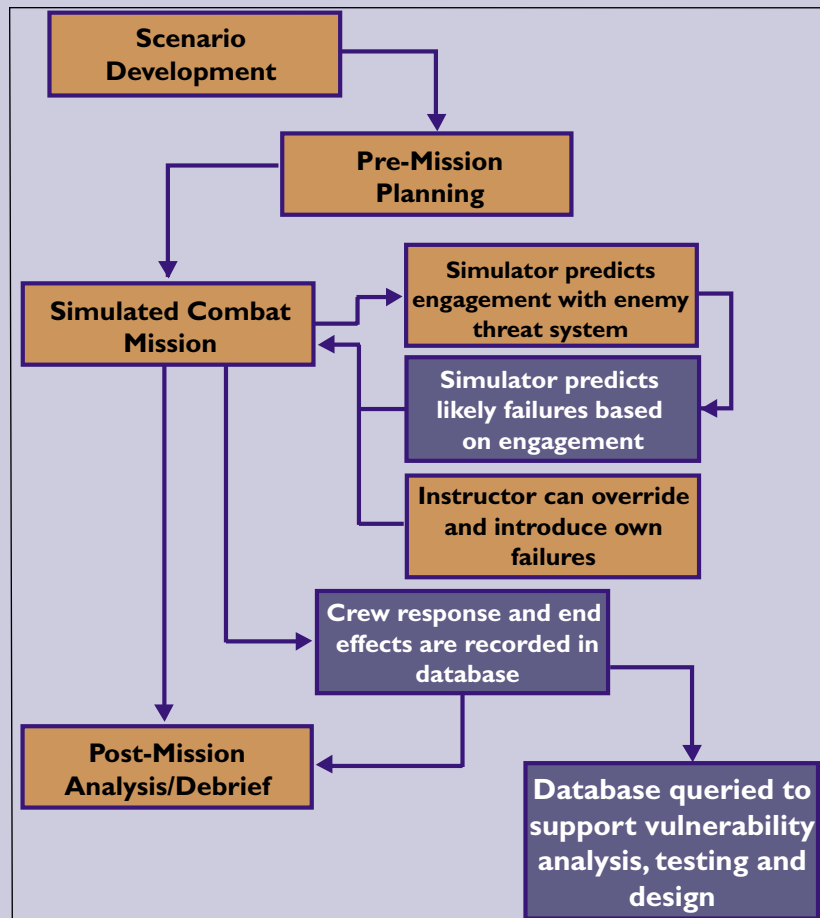 Scenario
Development
Pre-Mission
Planning
Simulated Combat
Mission
Simulator predicts
engagement with enemy
threat system
Simulator predicts
likely failures based
on engagement
Instructor can override
and introduce own
failures
Crew response and end
effects are recorded in
database
Post-Mission
Analysis/Debrief
Database queried to
support vulnerability
analysis, testing and
design